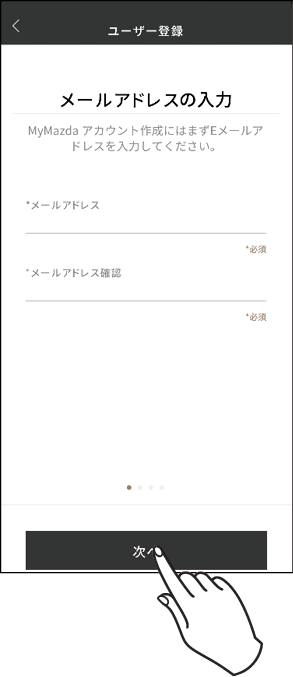 ユーザー登録
メールアドレスの入力
MyMazda アカウント作成にはまずEメールア
ドレスを入力してください。
*メールアドレス
*必須
*メールアドレス確認
*必須
次へ